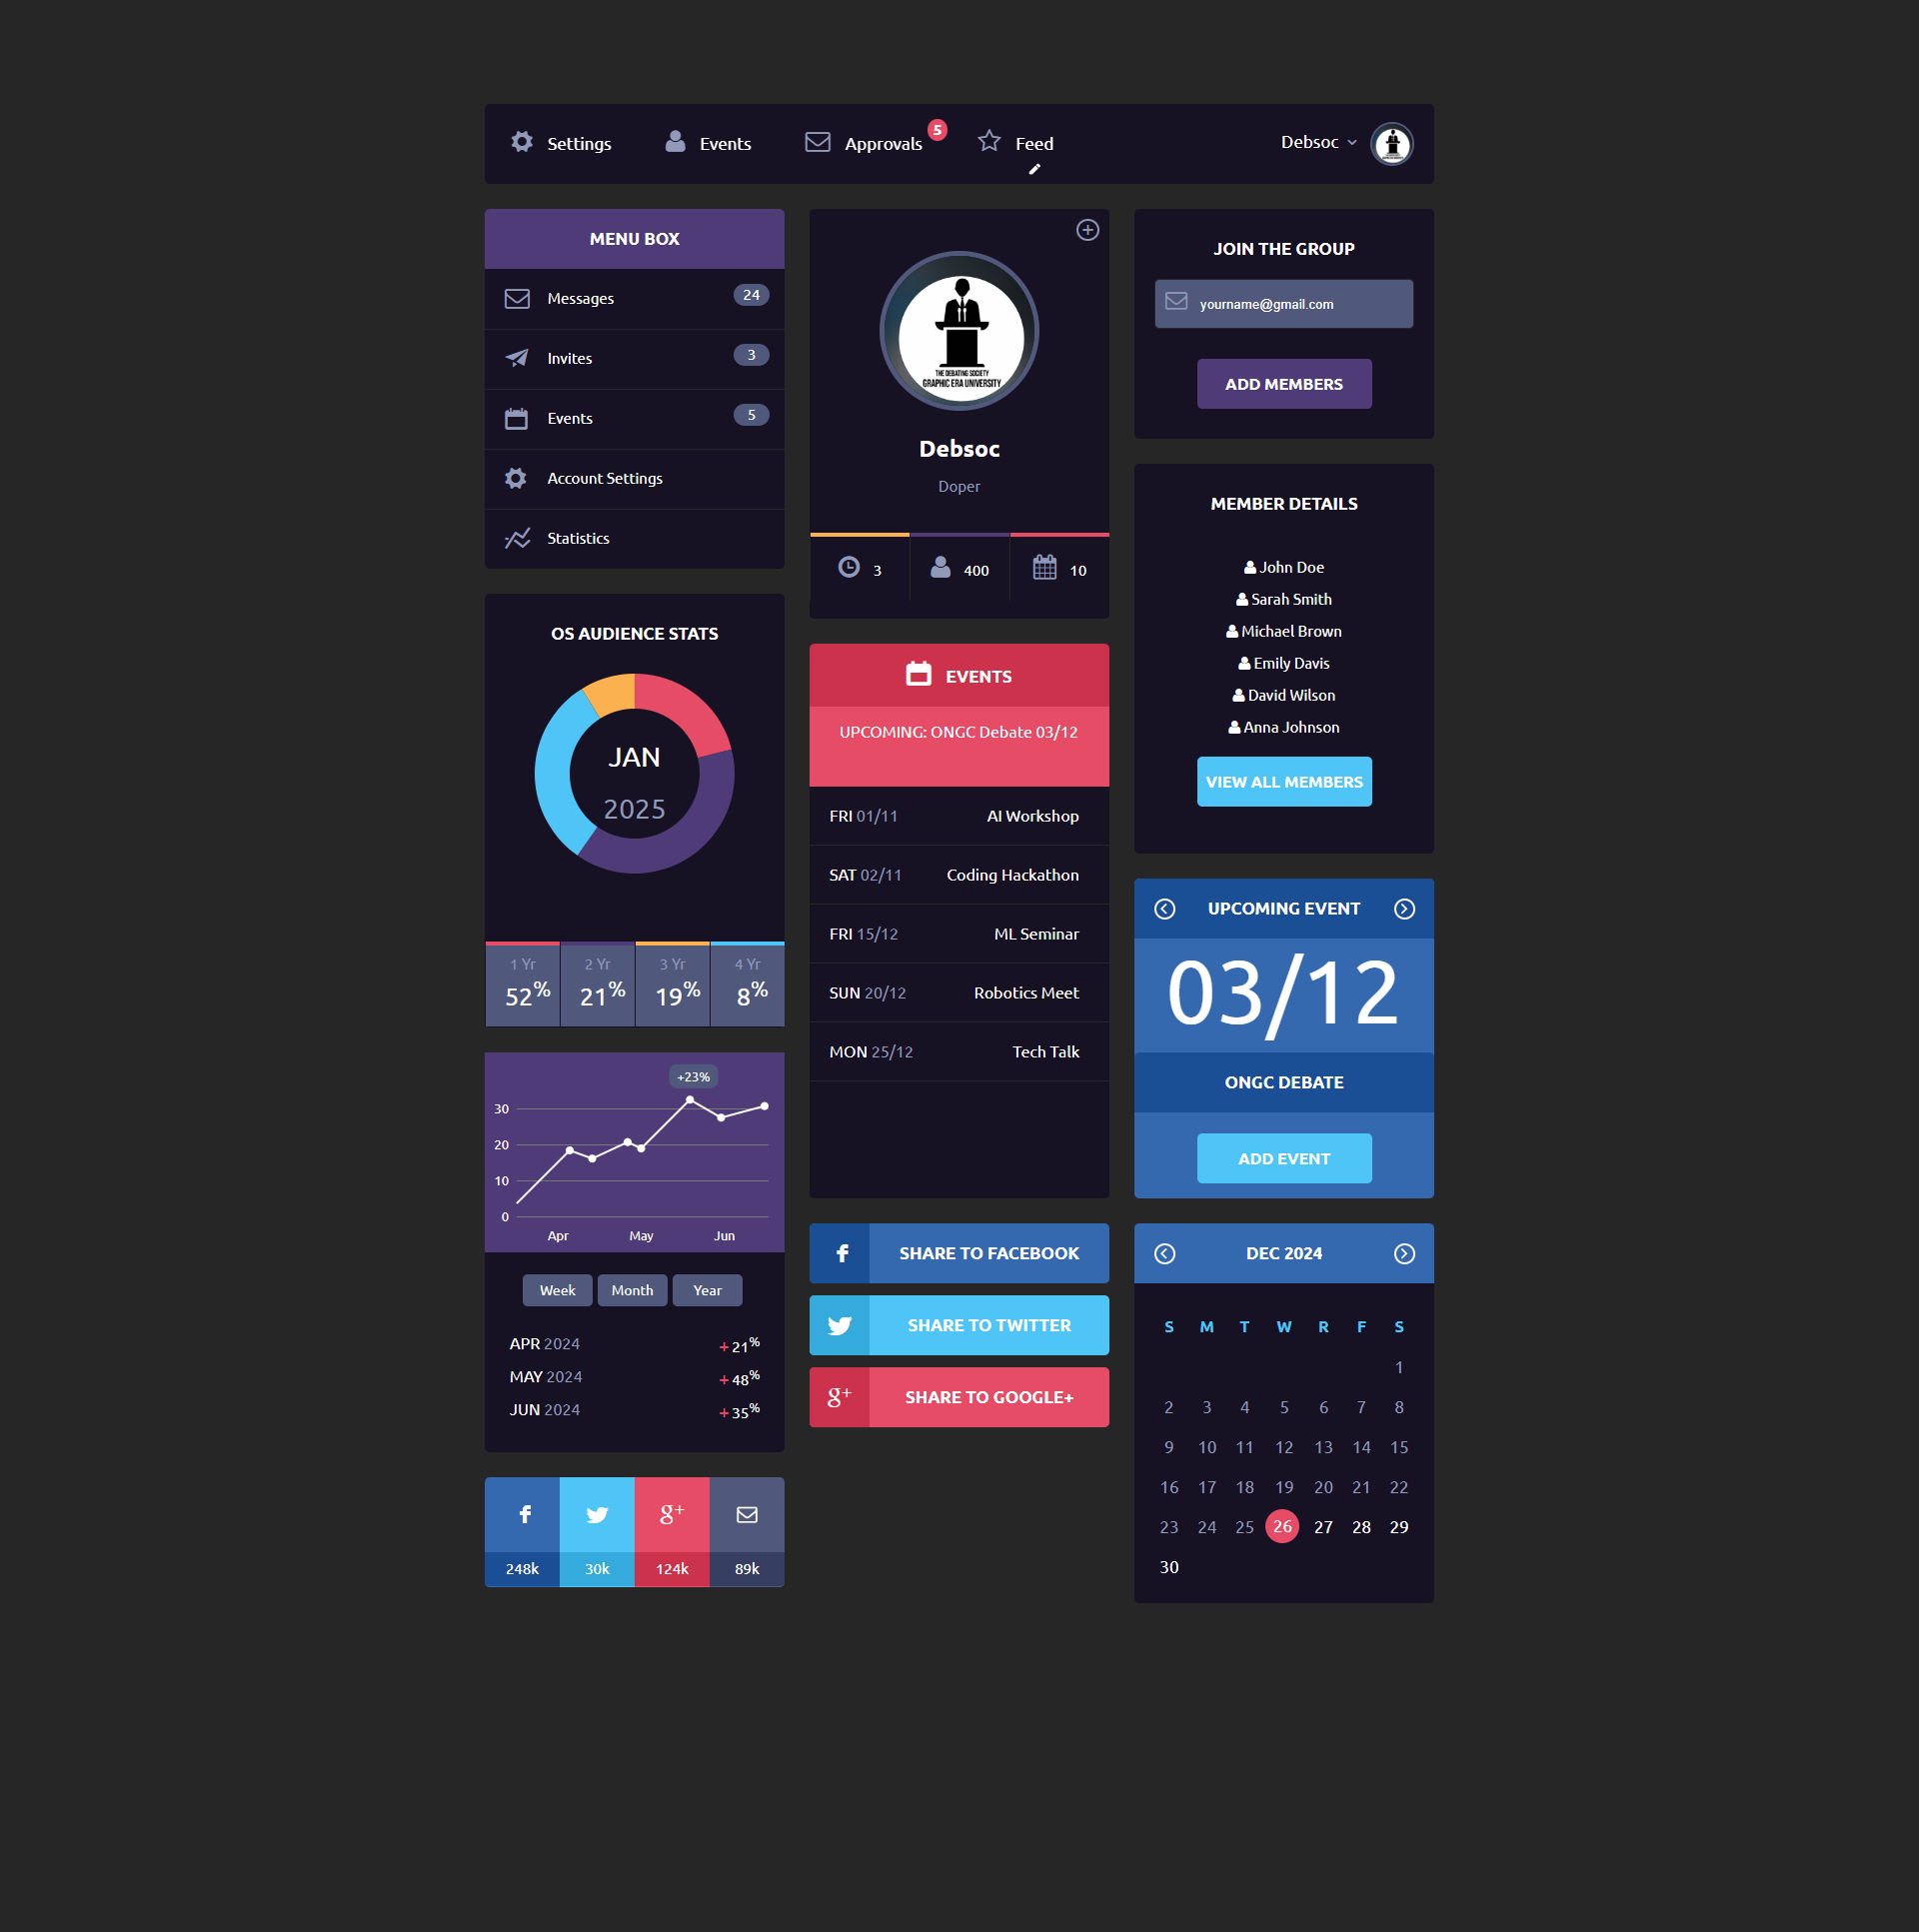 Settings
Events
Approvals
5
Feed
Debsoc
MENU BOX
Messages 24
Invites 3
Events 5
Account Settings
Statistics
OS AUDIENCE STATS
JAN
2025
1 Yr 2 Yr 3 Yr 4 Yr
52% 21% 19% 8%
+23%
30
20
10
0
Apr May Jun
Week Month Year
APR 2024 +21%
MAY 2024 +48%
JUN 2024 +35%
f g+
248k 30k 124k 89k
THE DEBATING SOCIETY
GRAPHIC ERA UNIVERSITY
Debsoc
Doper
3 400 10
EVENTS
UPCOMING: ONGC Debate 03/12
FRI 01/11 AI Workshop
SAT 02/11 Coding Hackathon
FRI 15/12 ML Seminar
SUN 20/12 Robotics Meet
MON 25/12 Tech Talk
f SHARE TO FACEBOOK
SHARE TO TWITTER
g+ SHARE TO GOOGLE+
JOIN THE GROUP
yourname@gmail.com
ADD MEMBERS
MEMBER DETAILS
John Doe
Sarah Smith
Michael Brown
Emily Davis
David Wilson
Anna Johnson
VIEW ALL MEMBERS
UPCOMING EVENT
03/12
ONGC DEBATE
ADD EVENT
DEC 2024
S M T W R F S
1
2 3 4 5 6 7 8
9 10 11 12 13 14 15
16 17 18 19 20 21 22
23 24 25 26 27 28 29
30